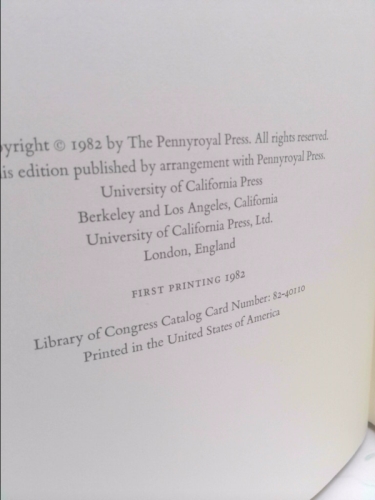 pyright © 1982 by The Pennyroyal Press. All rights reserved.
is edition published by arrangement with Pennyroyal Press.
University of California Press
Berkeley and Los Angeles, California
University of California Press, Ltd.
London, England
FIRST PRINTING 1982
Library of Congress Catalog Card Number: 82-40110
Printed in the United States of America